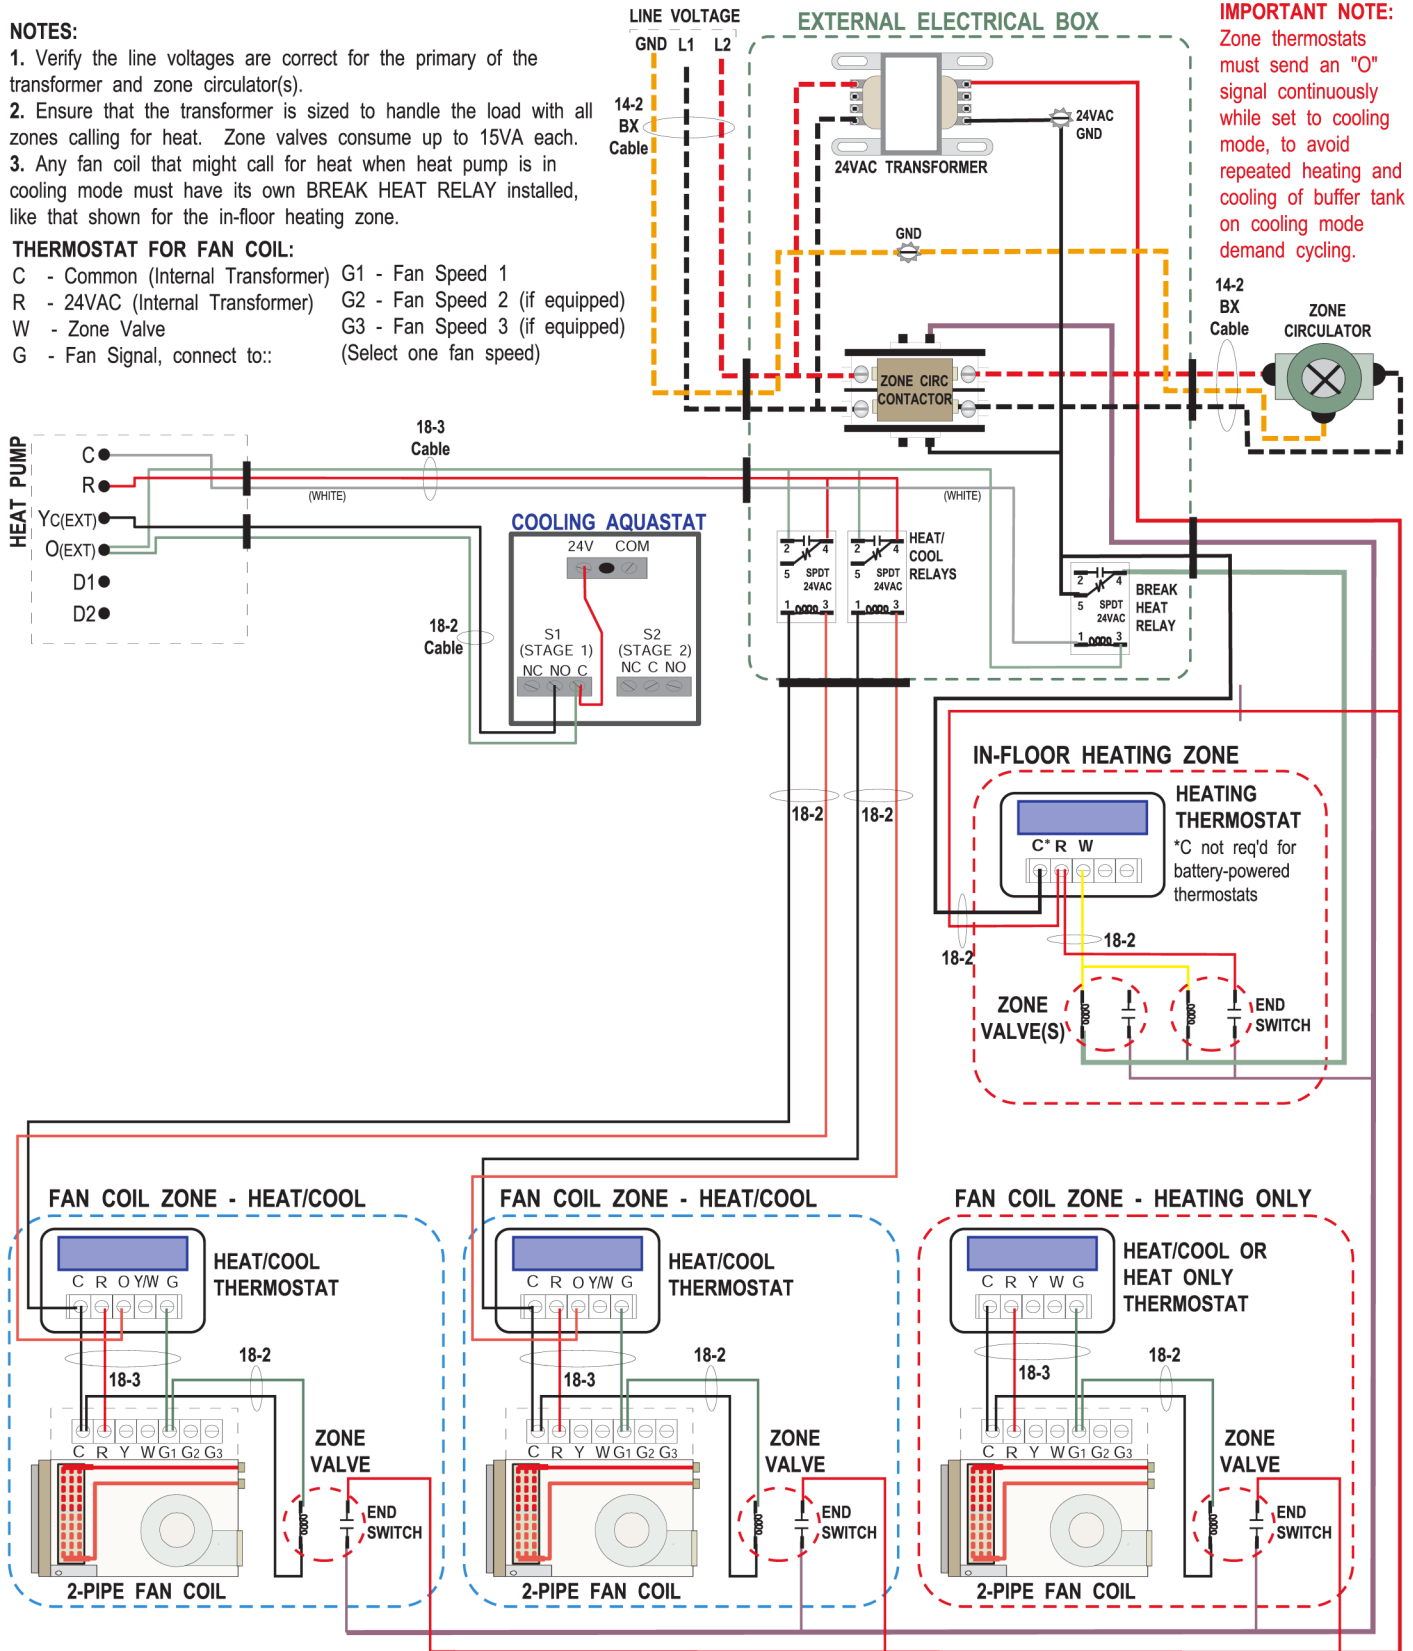 NOTES:
1. Verify the line voltages are correct for the primary of the
transformer and zone circulator(s).
2. Ensure that the transformer is sized to handle the load with all
zones calling for heat. Zone valves consume up to 15VA each.
3. Any fan coil that might call for heat when heat pump is in
cooling mode must have its own BREAK HEAT RELAY installed,
like that shown for the in-floor heating zone.
THERMOSTAT FOR FAN COIL:
C - Common (Internal Transformer)
R - 24VAC (Internal Transformer)
W - Zone Valve
G - Fan Signal, connect to::
G1 - Fan Speed 1
G2 - Fan Speed 2 (if equipped)
G3 - Fan Speed 3 (if equipped)
(Select one fan speed)
LINE VOLTAGE
GND L1 L2
14-2
BX
Cable
EXTERNAL ELECTRICAL BOX
24VAC
GND
24VAC TRANSFORMER
GND
ZONE CIRC
CONTACTOR
IMPORTANT NOTE:
Zone thermostats
must send an "O"
signal continuously
while set to cooling
mode, to avoid
repeated heating and
cooling of buffer tank
on cooling mode
demand cycling.
14-2
BX
Cable
ZONE
CIRCULATOR
HEAT PUMP
C
R
YC(EXT)
O(EXT)
D1
D2
18-3
Cable
(WHITE)
(WHITE)
18-2
Cable
COOLING AQUASTAT
24V COM
S1
(STAGE 1)
NC NO C
S2
(STAGE 2)
NC C NO
2 4
5 SPDT
24VAC
1 3
2 4
5 SPDT
24VAC
1 3
HEAT/
COOL
RELAYS
2 4
5 SPDT
24VAC
1 3
BREAK
HEAT
RELAY
18-2
18-2
IN-FLOOR HEATING ZONE
C* R W
HEATING
THERMOSTAT
*C not req'd for
battery-powered
thermostats
18-2
18-2
ZONE
VALVE(S)
END
SWITCH
FAN COIL ZONE - HEAT/COOL
C R O Y/W G
HEAT/COOL
THERMOSTAT
18-3
18-2
C R Y W G1 G2 G3
ZONE
VALVE
END
SWITCH
2-PIPE FAN COIL
FAN COIL ZONE - HEAT/COOL
C R O Y/W G
HEAT/COOL
THERMOSTAT
18-3
18-2
C R Y W G1 G2 G3
ZONE
VALVE
END
SWITCH
2-PIPE FAN COIL
FAN COIL ZONE - HEATING ONLY
C R Y W G
HEAT/COOL OR
HEAT ONLY
THERMOSTAT
18-3
18-2
C R Y W G1 G2 G3
ZONE
VALVE
END
SWITCH
2-PIPE FAN COIL